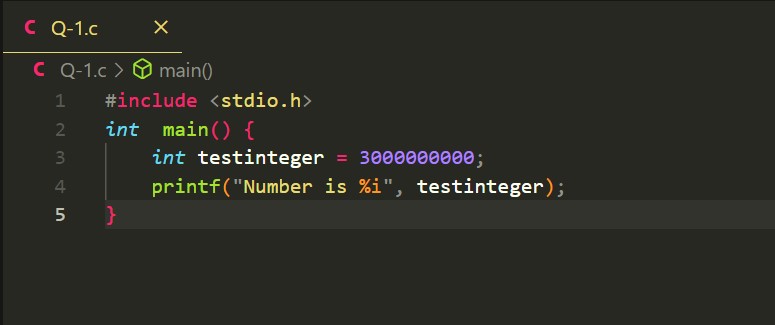 C Q-1.c ×
C Q-1.c > main()
1 #include <stdio.h>
2 int  main() {
3     int testinteger = 3000000000;
4     printf("Number is %i", testinteger);
5 }